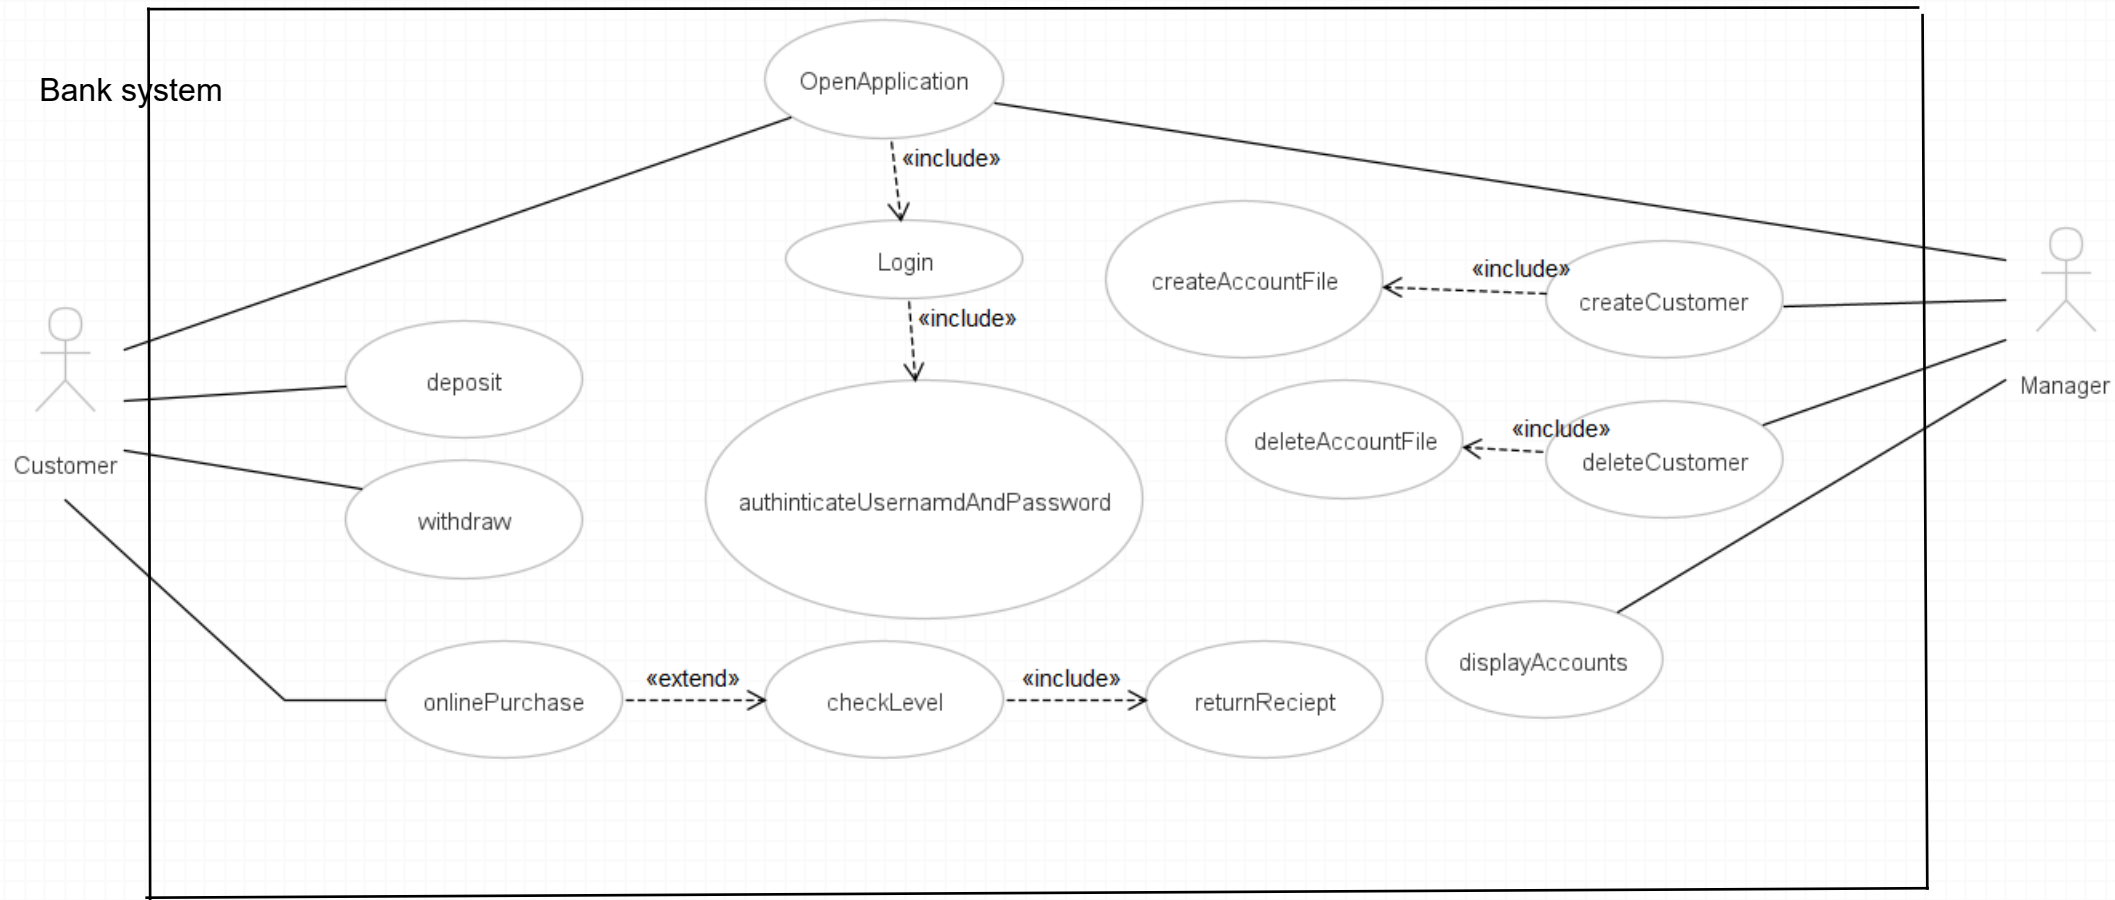 Bank system
OpenApplication
«include»
Login
«include»
createAccountFile
«include»
createCustomer
Manager
deposit
Customer
withdraw
authinticateUsernamdAndPassword
deleteAccountFile
«include»
deleteCustomer
onlinePurchase
«extend»
checkLevel
«include»
returnReciept
displayAccounts